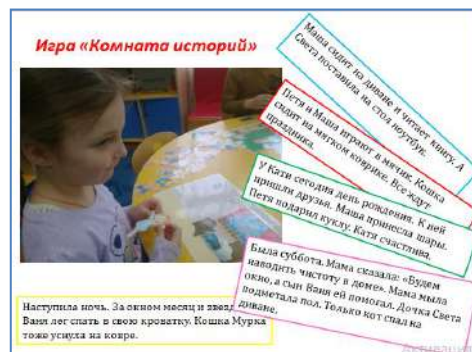 Игра «Комната историй»
Маша сидит на диване и читает книгу. А
Света поставила на стол ноутбук.
Петя и Маша играют в мячик. Кошка
сидит на мягком коврике. Все ждут
праздника.
У Кати сегодня день рождения. К ней
пришли друзья. Маша принесла шары.
Петя подарил куклу. Катя счастлива.
Была суббота. Мама сказала: «Будем
наводить чистоту в доме». Мама мыла
окно, а сын Ваня ей помогал. Дочка Света
подметала пол. Только кот спал на
диване.
Наступила ночь. За окном месяц и
Ваня лег спать в свою кроватку. Кошка Мурка
тоже уснула на ковре.